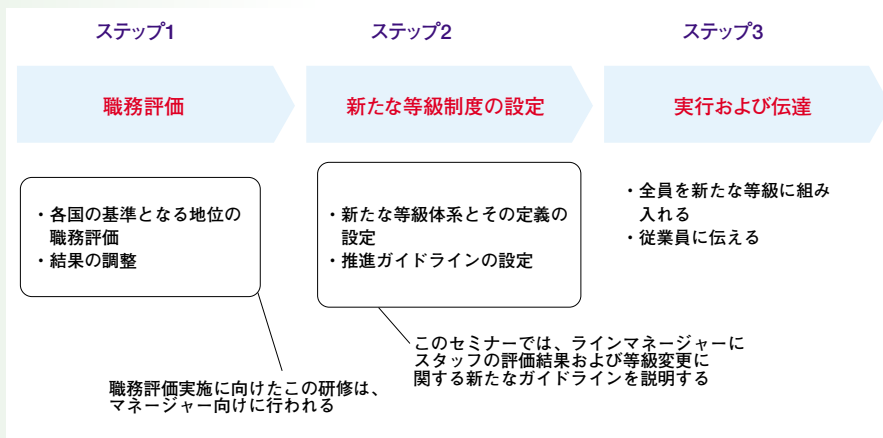 ステップ1
ステップ2
ステップ3
職務評価
新たな等級制度の設定
実行および伝達
・各国の基準となる地位の
職務評価
・結果の調整
・新たな等級体系とその定義の
設定
・推進ガイドラインの設定
・全員を新たな等級に組み
入れる
・従業員に伝える
職務評価実施に向けたこの研修は、
マネージャー向けに行われる
このセミナーでは、ラインマネージャーに
スタッフの評価結果および等級変更に
関する新たなガイドラインを説明する